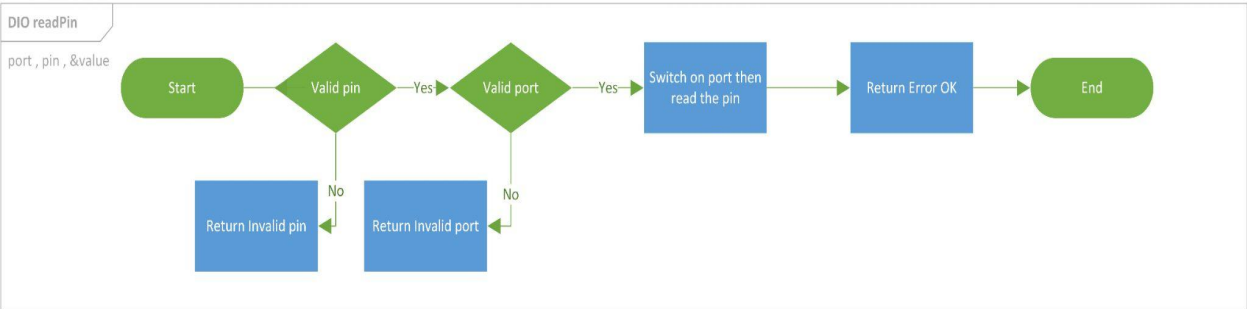 DIO readPin
port , pin , &value
Start
Valid pin
Yes
Valid port
Yes
Switch on port then
read the pin
Return Error OK
End
No
No
Return Invalid pin
Return Invalid port